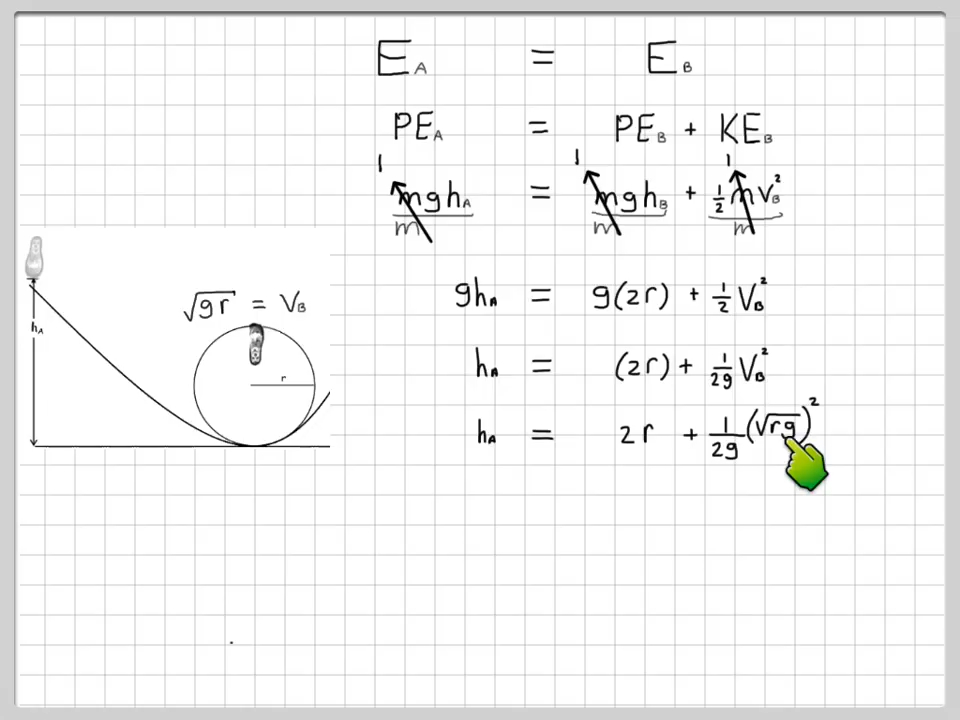 E_A = E_B
PE_A = PE_B + KE_B
1 1 1
mgh_A = mgh_B + ½mv_B²
m m m
gh_A = g(2r) + ½V_B²
√gr = V_B
h_A
r
h_A = (2r) + 1/2g V_B²
h_A = 2r + 1/2g (√rg)²